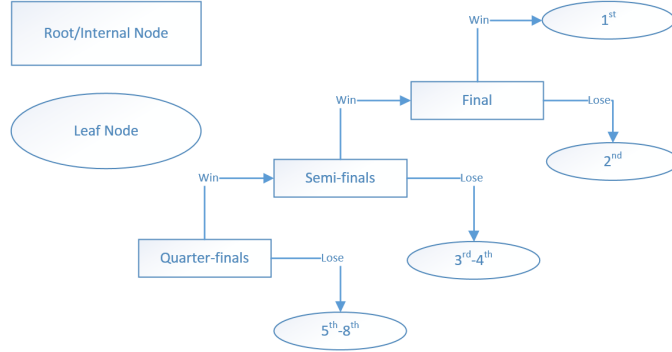 Root/Internal Node
Leaf Node
Win
1st
Win
Final
Lose
2nd
Win
Semi-finals
Lose
3rd-4th
Quarter-finals
Lose
5th-8th